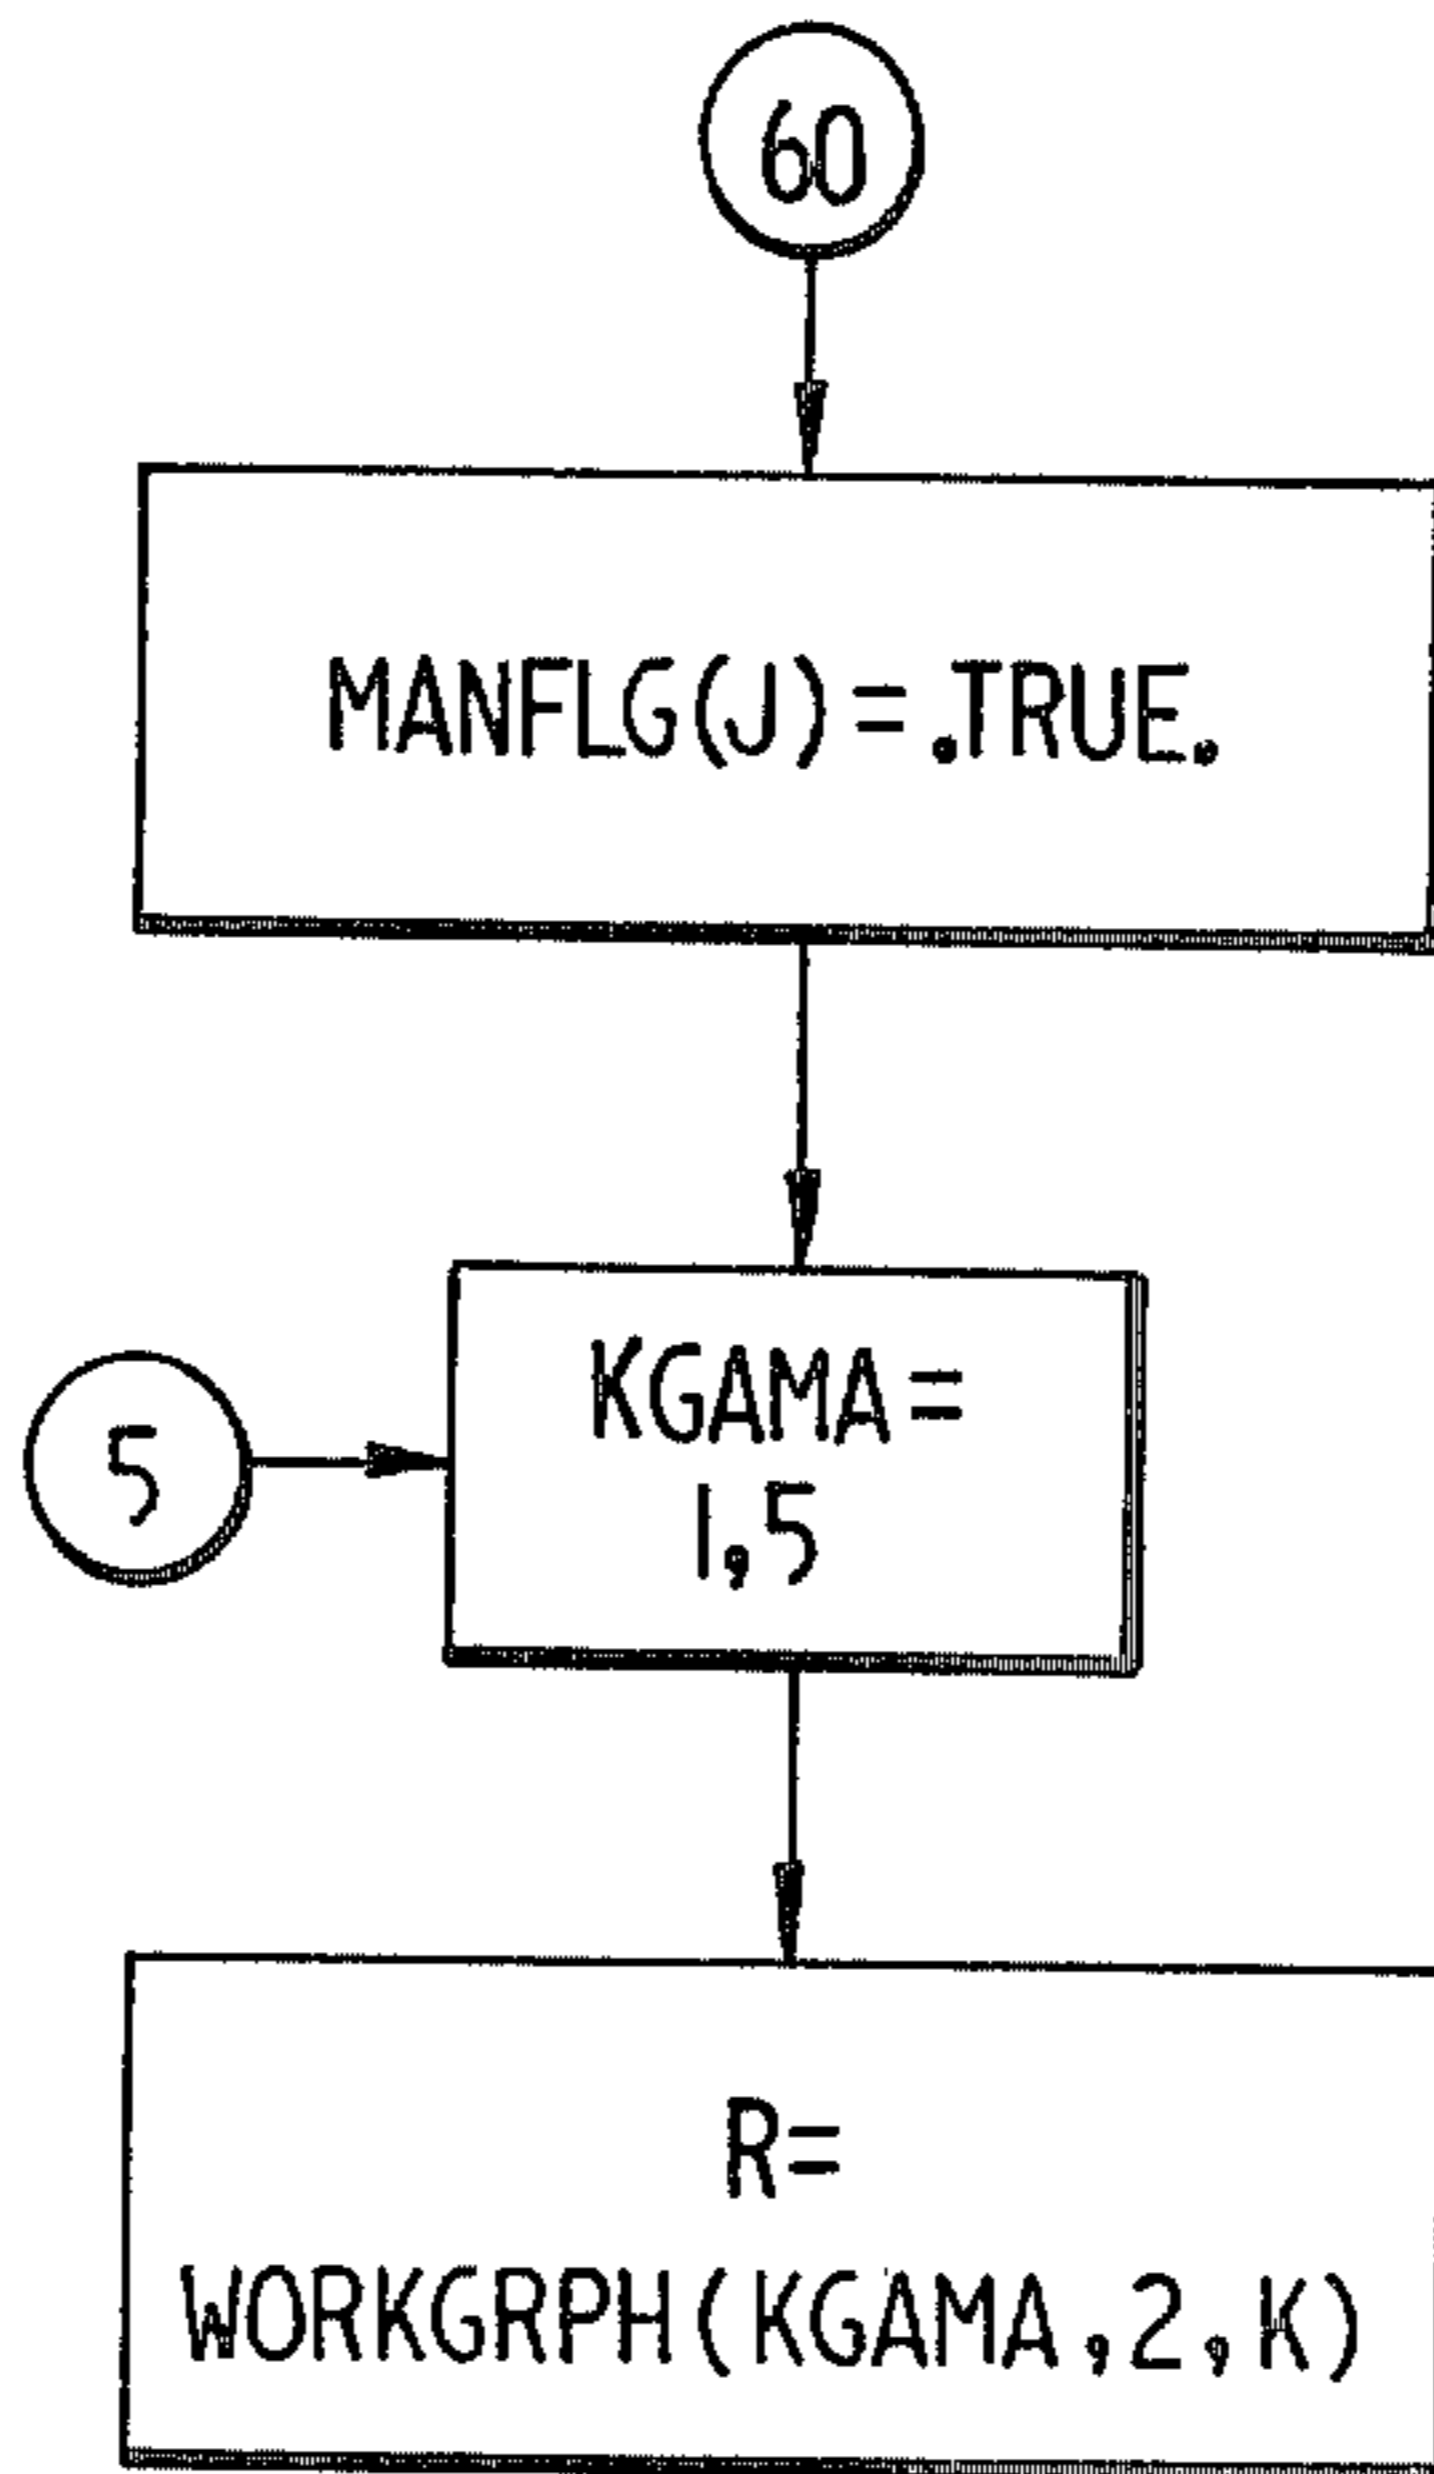 60
MANFLG(J)=.TRUE.
KGAMA=
5
1,5
R=
WORKGRPH(KGAMA,2,K)